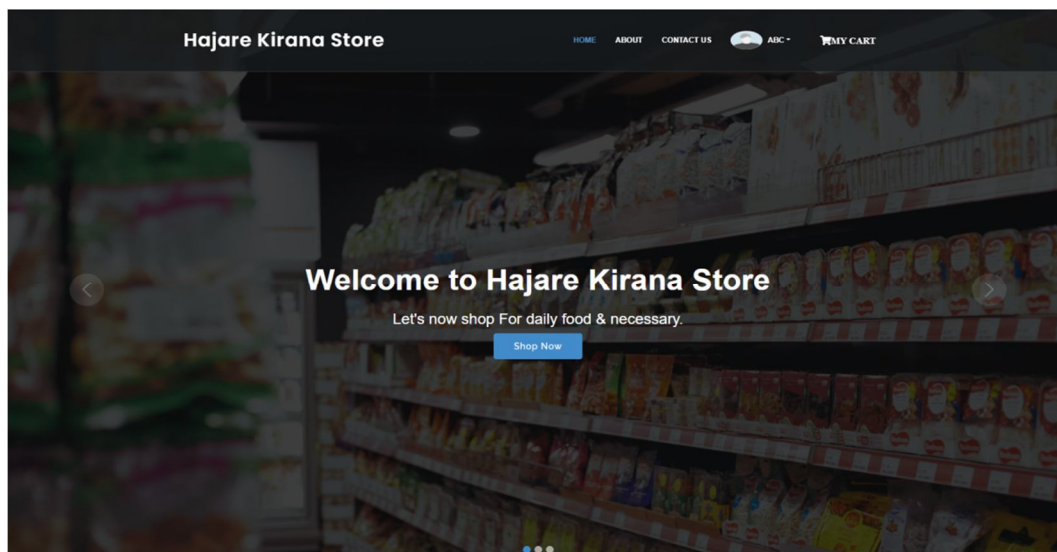 Hajare Kirana Store
HOME ABOUT CONTACT US ABC MY CART
Welcome to Hajare Kirana Store
Let's now shop For daily food & necessary.
Shop Now